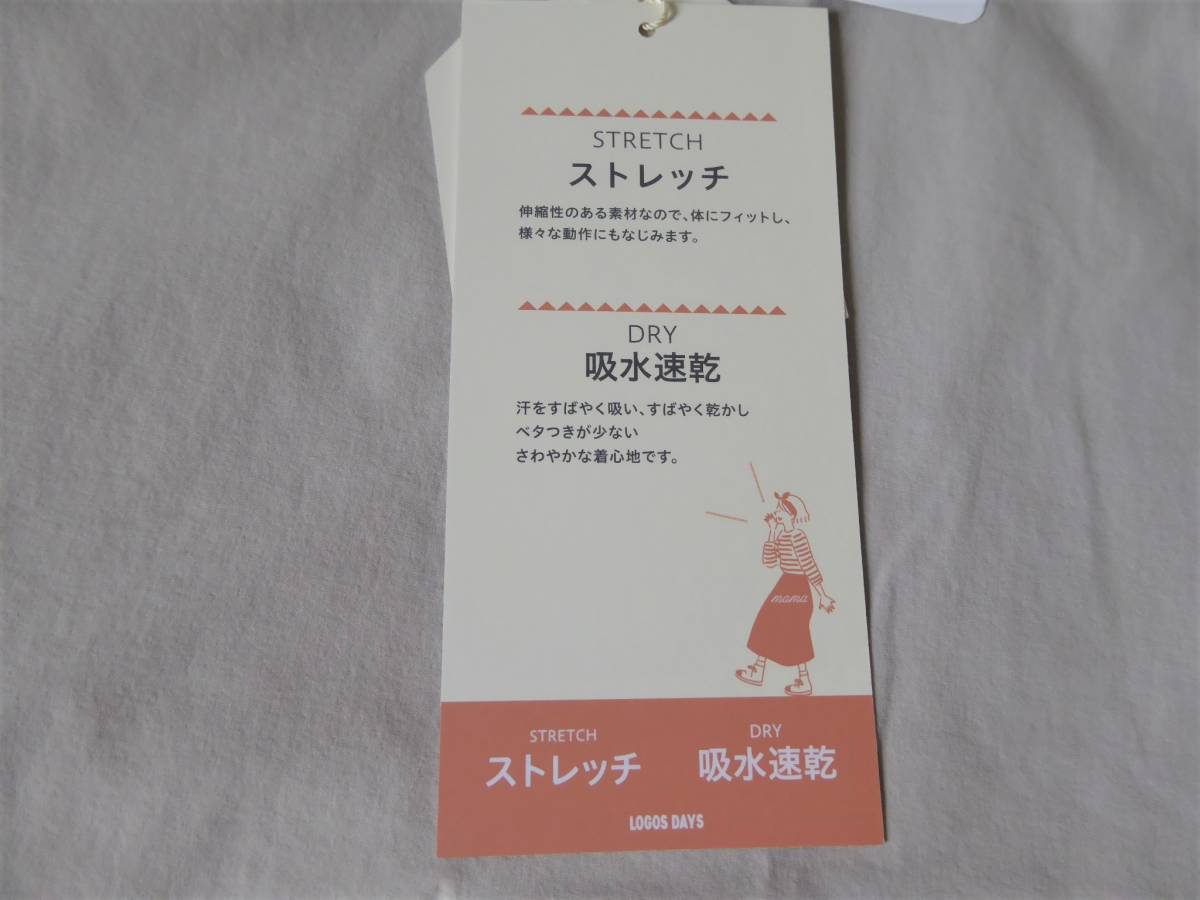 STRETCH
ストレッチ
伸縮性のある素材なので、体にフィットし、
様々な動作にもなじみます。
DRY
吸水速乾
汗をすばやく吸い、すばやく乾かし
ベタつきが少ない
さわやかな着心地です。
mama
STRETCH
ストレッチ
DRY
吸水速乾
LOGOS DAYS